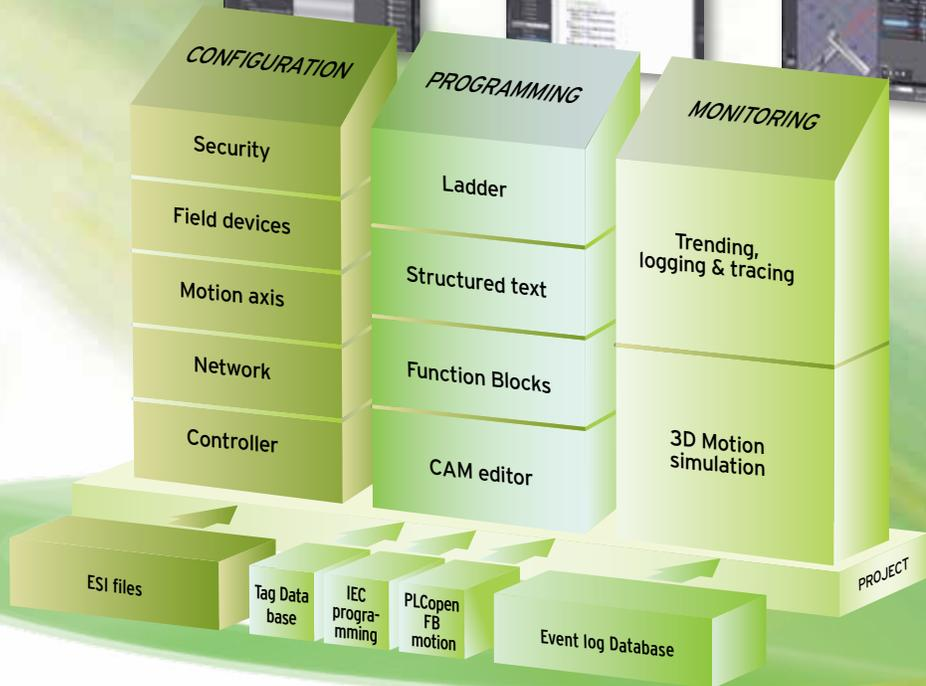 CONFIGURATION
Security
Field devices
Motion axis
Network
Controller
PROGRAMMING
Ladder
Structured text
Function Blocks
CAM editor
MONITORING
Trending,
logging & tracing
3D Motion
simulation
PROJECT
ESI files
Tag Data
base
IEC
progra-
mming
PLCopen
FB
motion
Event log Database